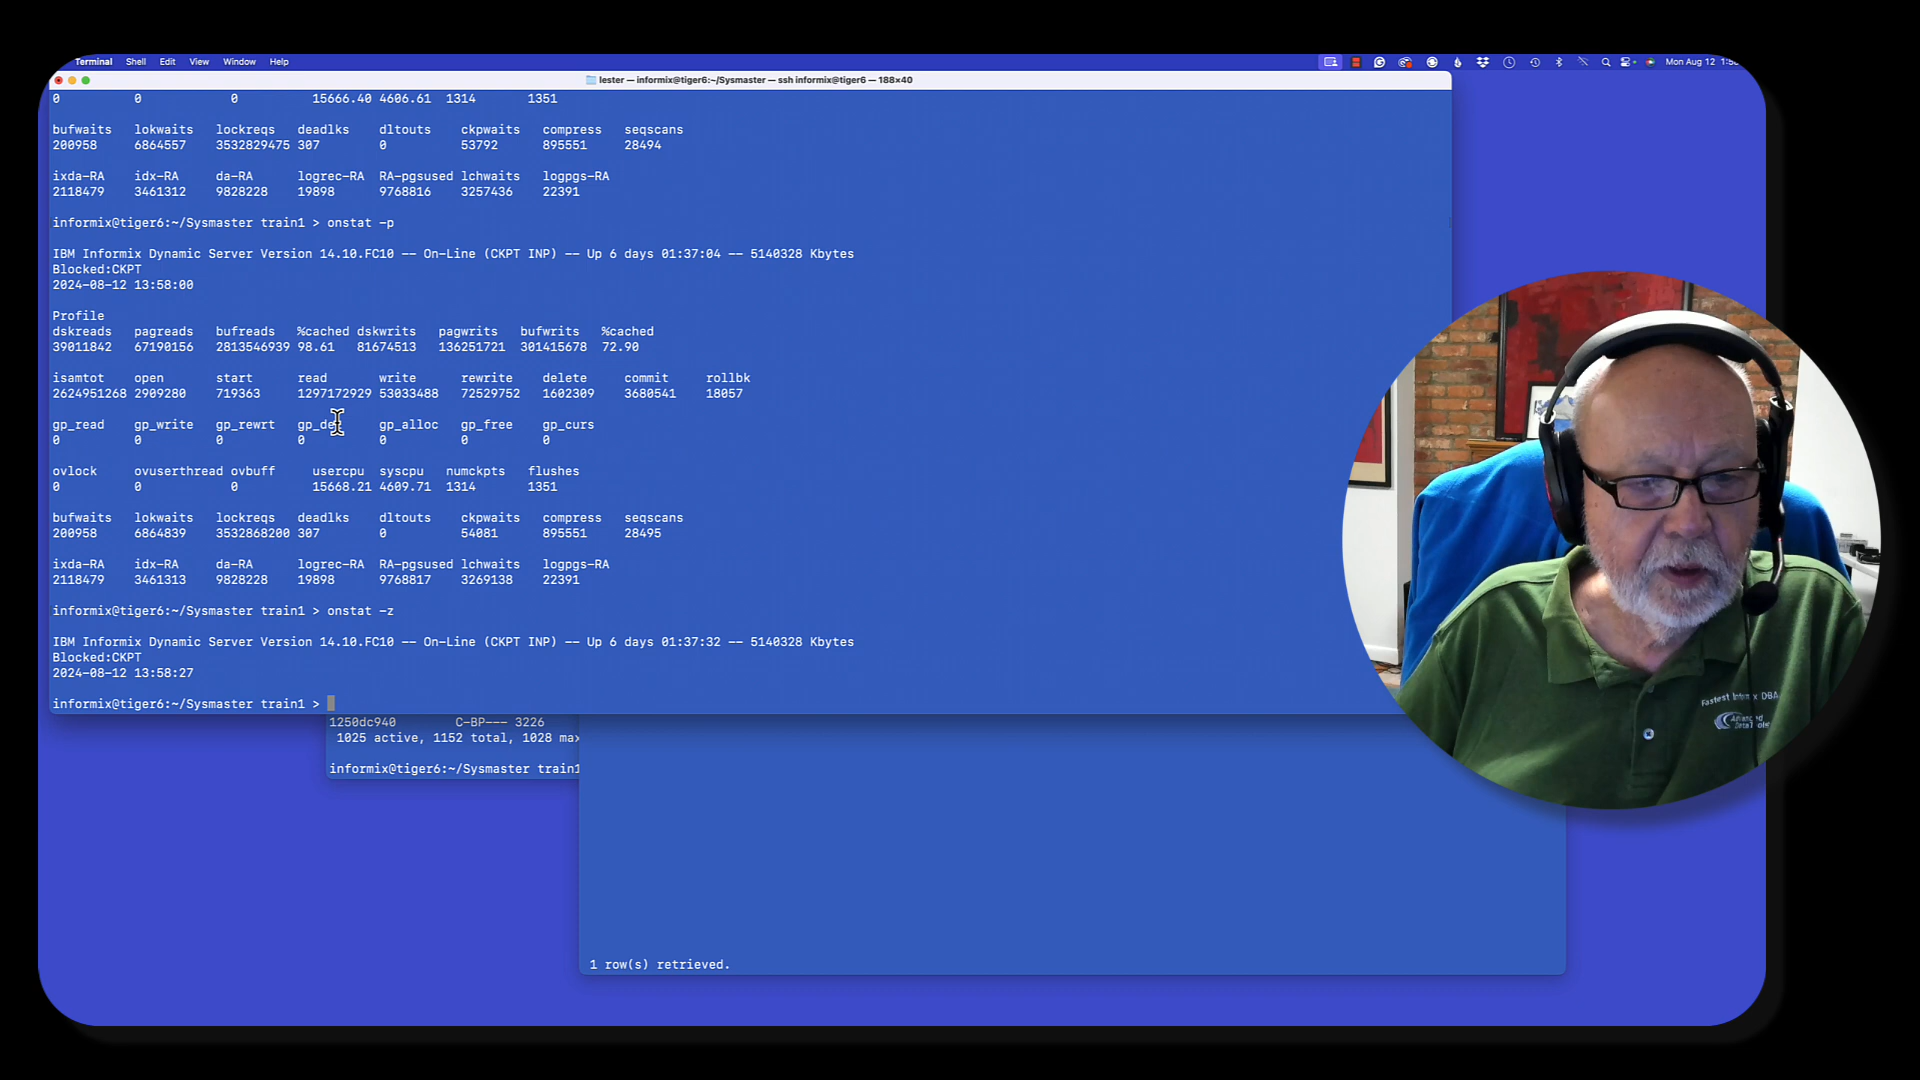 Terminal Shell Edit View Window Help Mon Aug 12
lester — informix@tiger6:~/Sysmaster — ssh informix@tiger6 — 188×40
0 0 0 15666.40 4606.61 1314 1351
bufwaits lokwaits lockreqs deadlks dltouts ckpwaits compress seqscans
200958 6864557 3532829475 307 0 53792 895551 28494
ixda-RA idx-RA da-RA logrec-RA RA-pgsused lchwaits logpgs-RA
2118479 3461312 9828228 19898 9768816 3257436 22391
informix@tiger6:~/Sysmaster train1 > onstat -p
IBM Informix Dynamic Server Version 14.10.FC10 -- On-Line (CKPT INP) -- Up 6 days 01:37:04 -- 5140328 Kbytes
Blocked:CKPT
2024-08-12 13:58:00
Profile
dskreads pagreads bufreads %cached dskwrits pagwrits bufwrits %cached
39011842 67190156 2813546939 98.61 81674513 136251721 301415678 72.90
isamtot open start read write rewrite delete commit rollbk
2624951268 2909280 719363 1297172929 53033488 72529752 1602309 3680541 18057
gp_read gp_write gp_rewrt gp_de gp_alloc gp_free gp_curs
0 0 0 0 0 0 0
ovlock ovuserthread ovbuff usercpu syscpu numckpts flushes
0 0 0 15668.21 4609.71 1314 1351
bufwaits lokwaits lockreqs deadlks dltouts ckpwaits compress seqscans
200958 6864839 3532868200 307 0 54081 895551 28495
ixda-RA idx-RA da-RA logrec-RA RA-pgsused lchwaits logpgs-RA
2118479 3461313 9828228 19898 9768817 3269138 22391
informix@tiger6:~/Sysmaster train1 > onstat -z
IBM Informix Dynamic Server Version 14.10.FC10 -- On-Line (CKPT INP) -- Up 6 days 01:37:32 -- 5140328 Kbytes
Blocked:CKPT
2024-08-12 13:58:27
informix@tiger6:~/Sysmaster train1 >
1250dc940 C-BP--- 3226
1025 active, 1152 total, 1028 max
informix@tiger6:~/Sysmaster train1
1 row(s) retrieved.
Fastest Informix DBA
Advanced